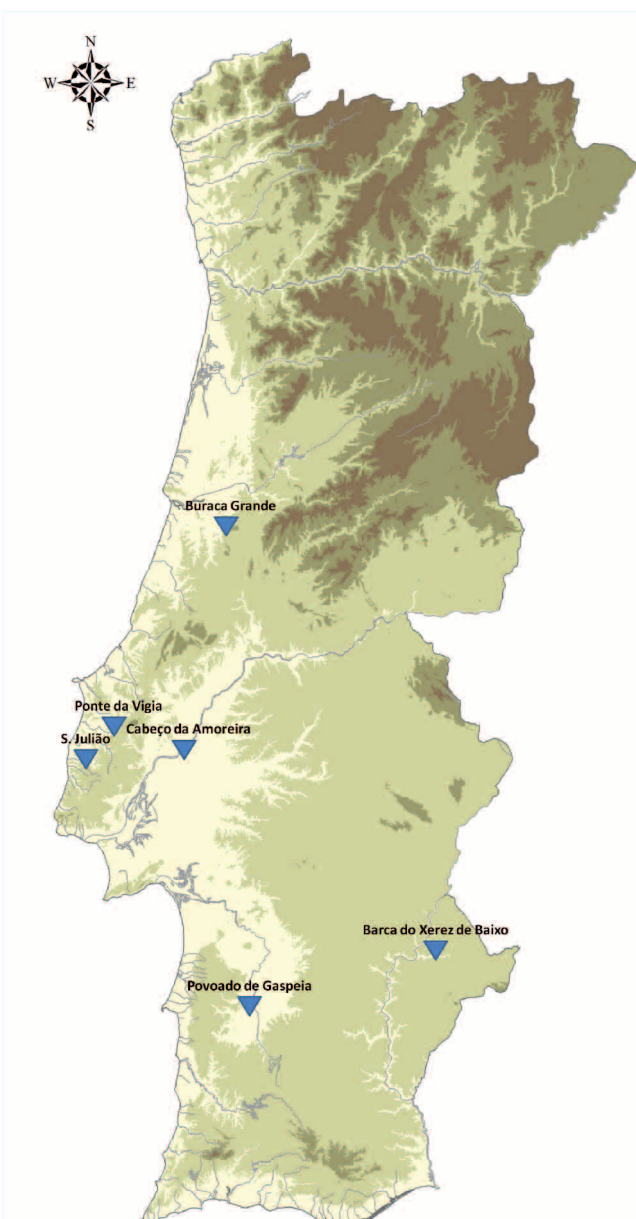 N
W E
S
Buraca Grande
Ponte da Vigia
S. Julião
Cabeço da Amoreira
Barca do Xerez de Baixo
Povoado de Gaspeia